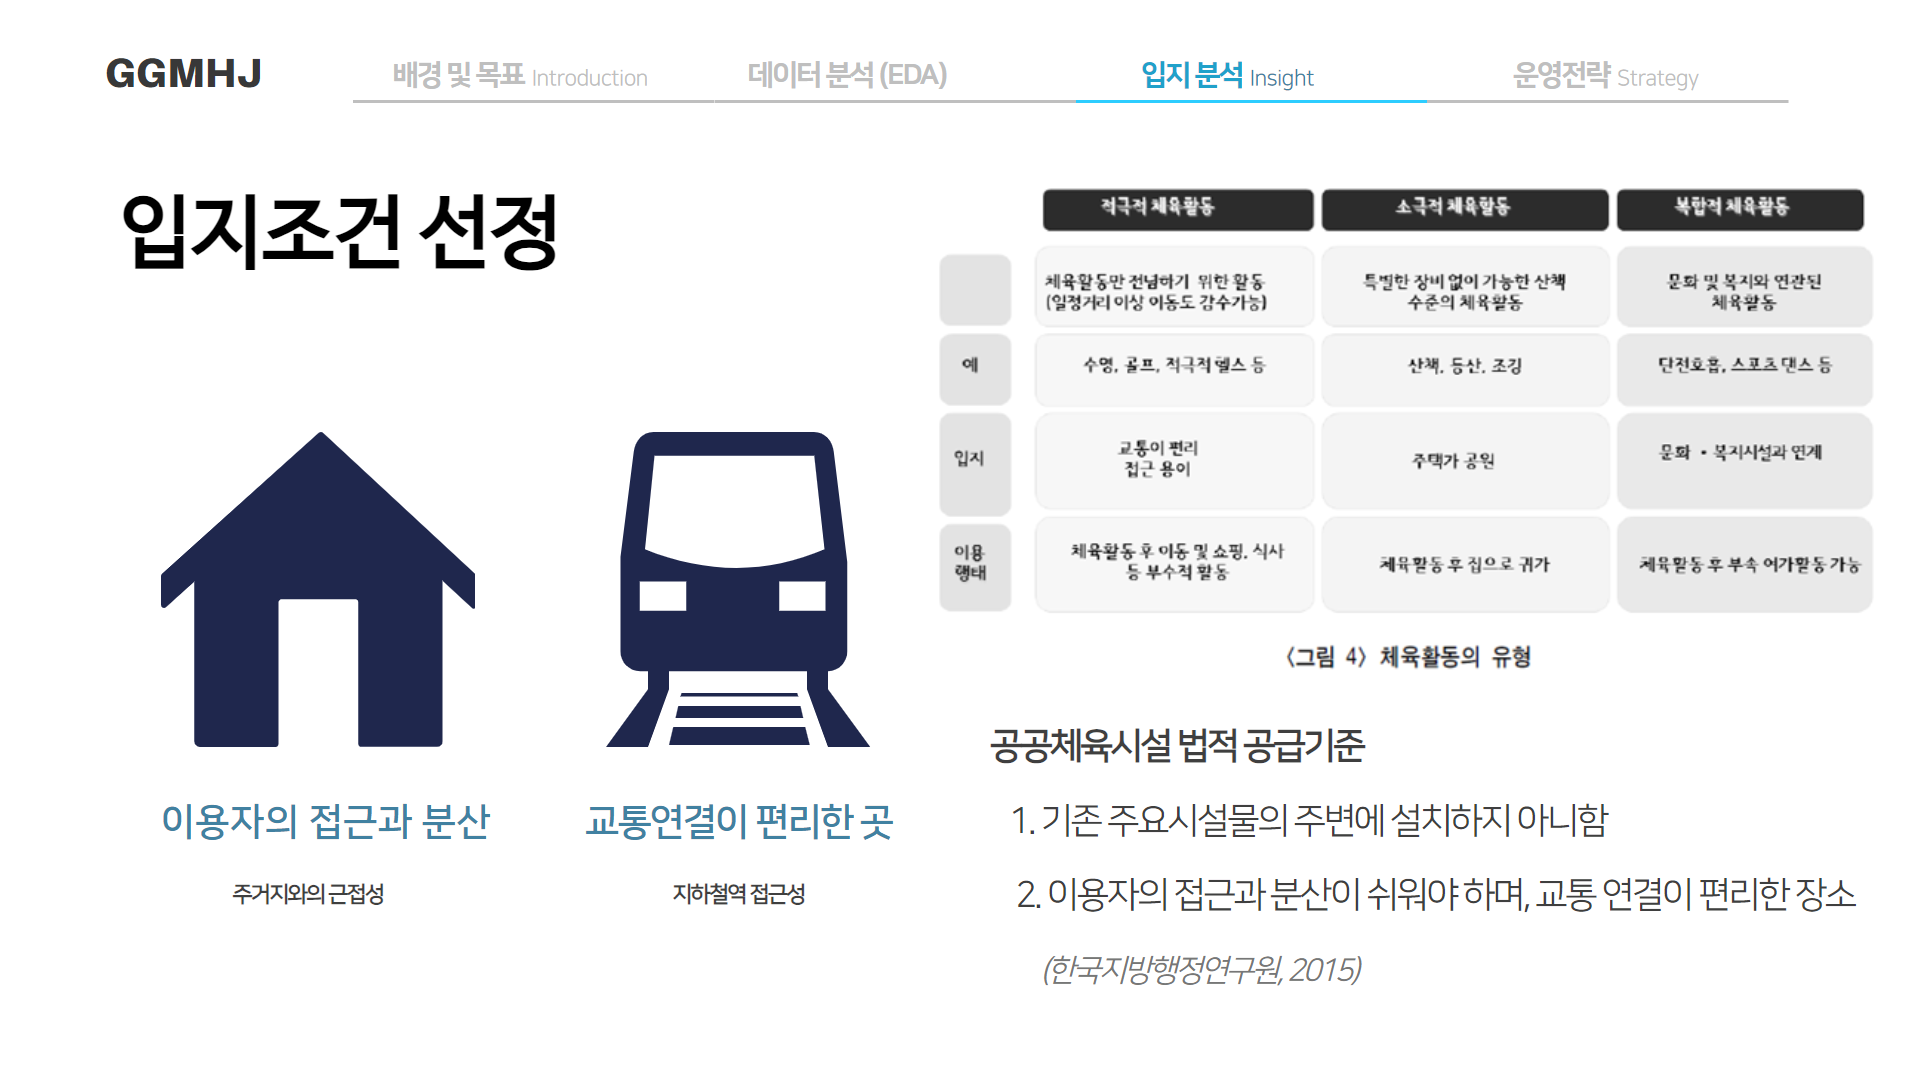 GGMHJ
배경 및 목표 Introduction
데이터 분석 (EDA)
입지 분석 Insight
운영전략 Strategy
입지조건 선정
이용자의 접근과 분산
주거지와의 근접성
교통연결이 편리한 곳
지하철역 접근성
적극적 체육활동
소극적 체육활동
복합적 체육활동
체육활동만 전념하기 위한 활동
(일정거리 이상 이동도 감수가능)
특별한 장비 없이 가능한 산책
수준의 체육활동
문화 및 복지와 연관된
체육활동
예
수영, 골프, 적극적 헬스 등
산책, 등산, 조깅
단전호흡, 스포츠 댄스 등
입지
교통이 편리
접근 용이
주택가 공원
문화 • 복지시설과 연계
이용
행태
체육활동 후 이동 및 쇼핑, 식사
등 부수적 활동
체육활동 후 집으로 귀가
체육활동 후 부속 여가활동 가능
〈그림 4〉 체육활동의 유형
공공체육시설 법적 공급기준
1. 기존 주요시설물의 주변에 설치하지 아니함
2. 이용자의 접근과 분산이 쉬워야 하며, 교통 연결이 편리한 장소
(한국지방행정연구원, 2015)